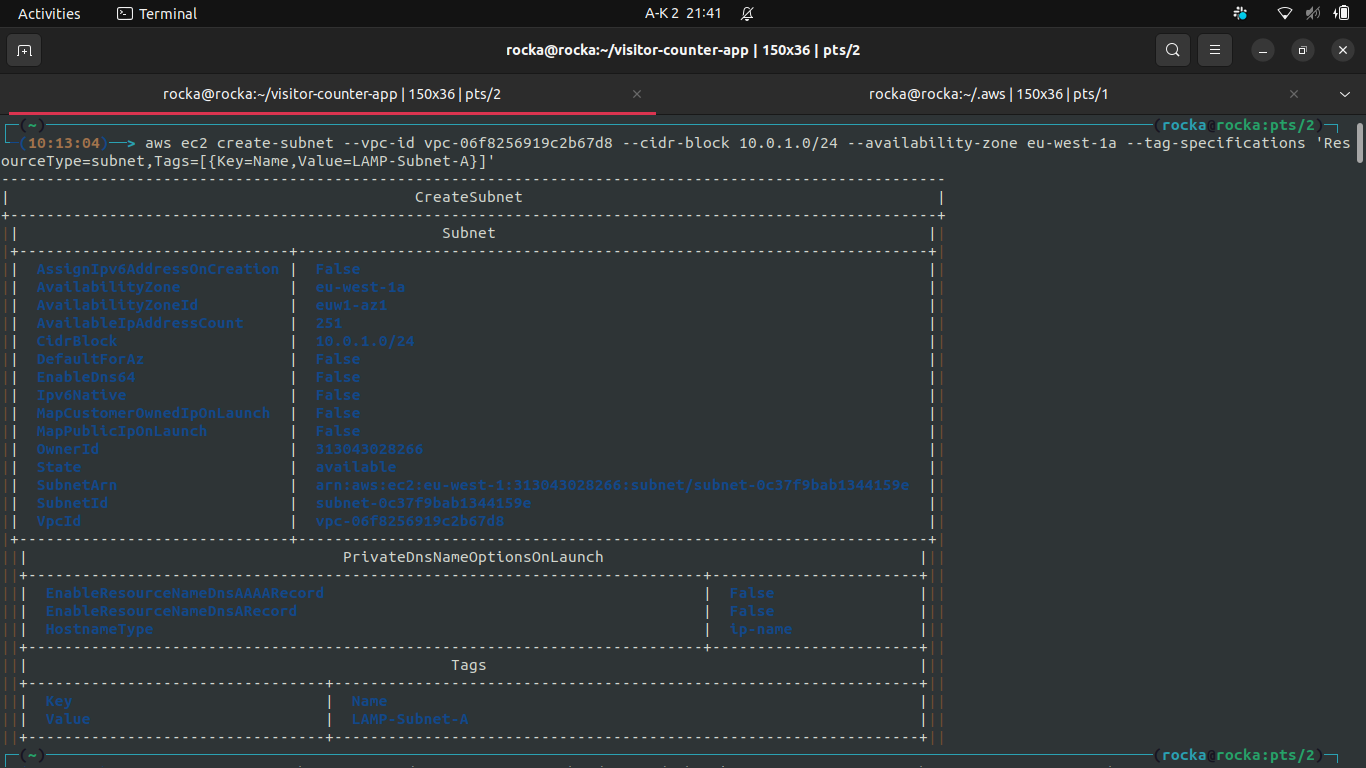 Activities Terminal A-K 2 21:41
rocka@rocka:~/visitor-counter-app | 150x36 | pts/2
rocka@rocka:~/visitor-counter-app | 150x36 | pts/2 × rocka@rocka:~/.aws | 150x36 | pts/1 ×
(~) (rocka@rocka:pts/2)
(10:13:04)——> aws ec2 create-subnet --vpc-id vpc-06f8256919c2b67d8 --cidr-block 10.0.1.0/24 --availability-zone eu-west-1a --tag-specifications 'Res
ourceType=subnet,Tags=[{Key=Name,Value=LAMP-Subnet-A}]'
CreateSubnet
Subnet
AssignIpv6AddressOnCreation | False
AvailabilityZone | eu-west-1a
AvailabilityZoneId | euw1-az1
AvailableIpAddressCount | 251
CidrBlock | 10.0.1.0/24
DefaultForAz | False
EnableDns64 | False
Ipv6Native | False
MapCustomerOwnedIpOnLaunch | False
MapPublicIpOnLaunch | False
OwnerId | 313043028266
State | available
SubnetArn | arn:aws:ec2:eu-west-1:313043028266:subnet/subnet-0c37f9bab1344159e
SubnetId | subnet-0c37f9bab1344159e
VpcId | vpc-06f8256919c2b67d8
PrivateDnsNameOptionsOnLaunch
EnableResourceNameDnsAAAARecord | False
EnableResourceNameDnsARecord | False
HostnameType | ip-name
Tags
Key | Name
Value | LAMP-Subnet-A
(~) (rocka@rocka:pts/2)